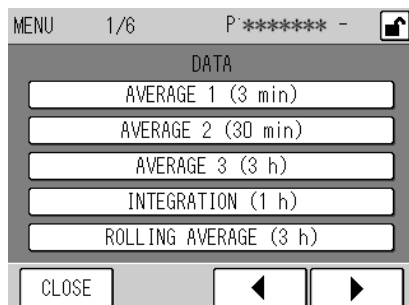 MENU 1/6 P ******* -
DATA
AVERAGE 1 (3 min)
AVERAGE 2 (30 min)
AVERAGE 3 (3 h)
INTEGRATION (1 h)
ROLLING AVERAGE (3 h)
CLOSE